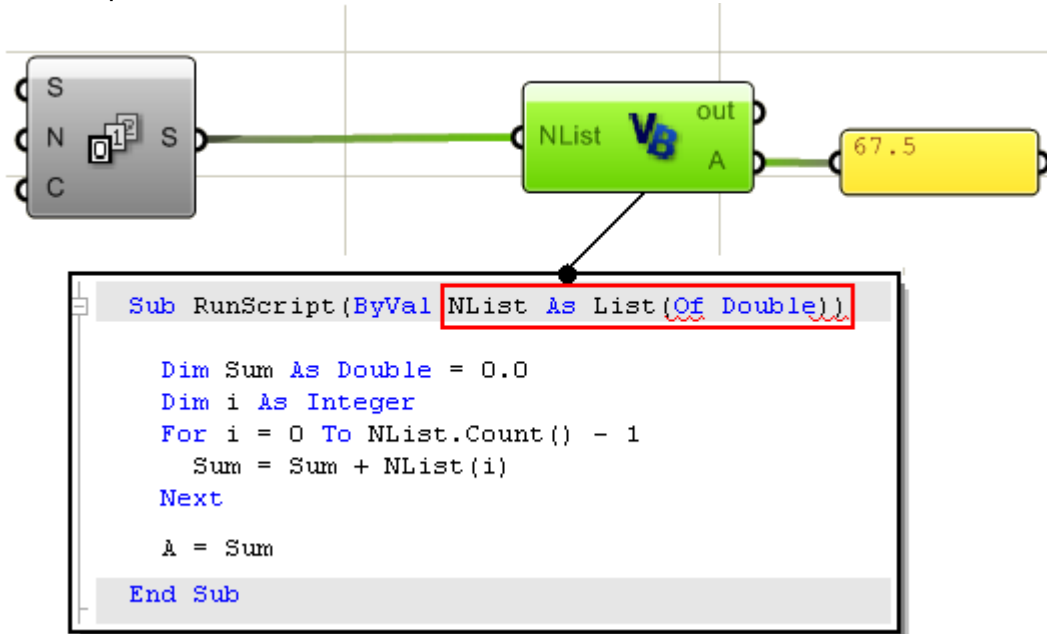 S
N
C
S
NList
VB
out
A
67.5
Sub RunScript(ByVal NList As List(Of Double))
Dim Sum As Double = 0.0
Dim i As Integer
For i = 0 To NList.Count() - 1
Sum = Sum + NList(i)
Next
A = Sum
End Sub